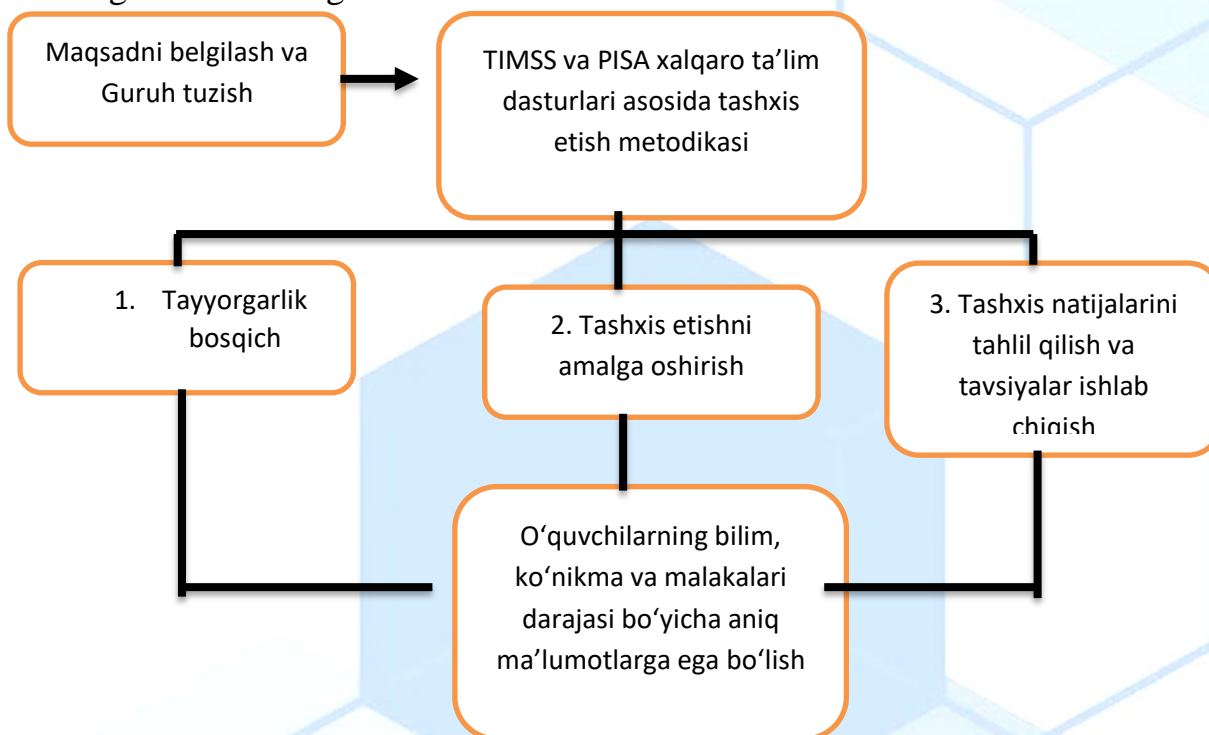 Maqsadni belgilash va
Guruh tuzish
TIMSS va PISA xalqaro ta’lim
dasturlari asosida tashxis
etish metodikasi
1. Tayyorgarlik
bosqich
2. Tashxis etishni
amalga oshirish
3. Tashxis natijalarini
tahlil qilish va
tavsiyalar ishlab
chiqish
O‘quvchilarning bilim,
ko‘nikma va malakalari
darajasi bo‘yicha aniq
ma’lumotlarga ega bo‘lish